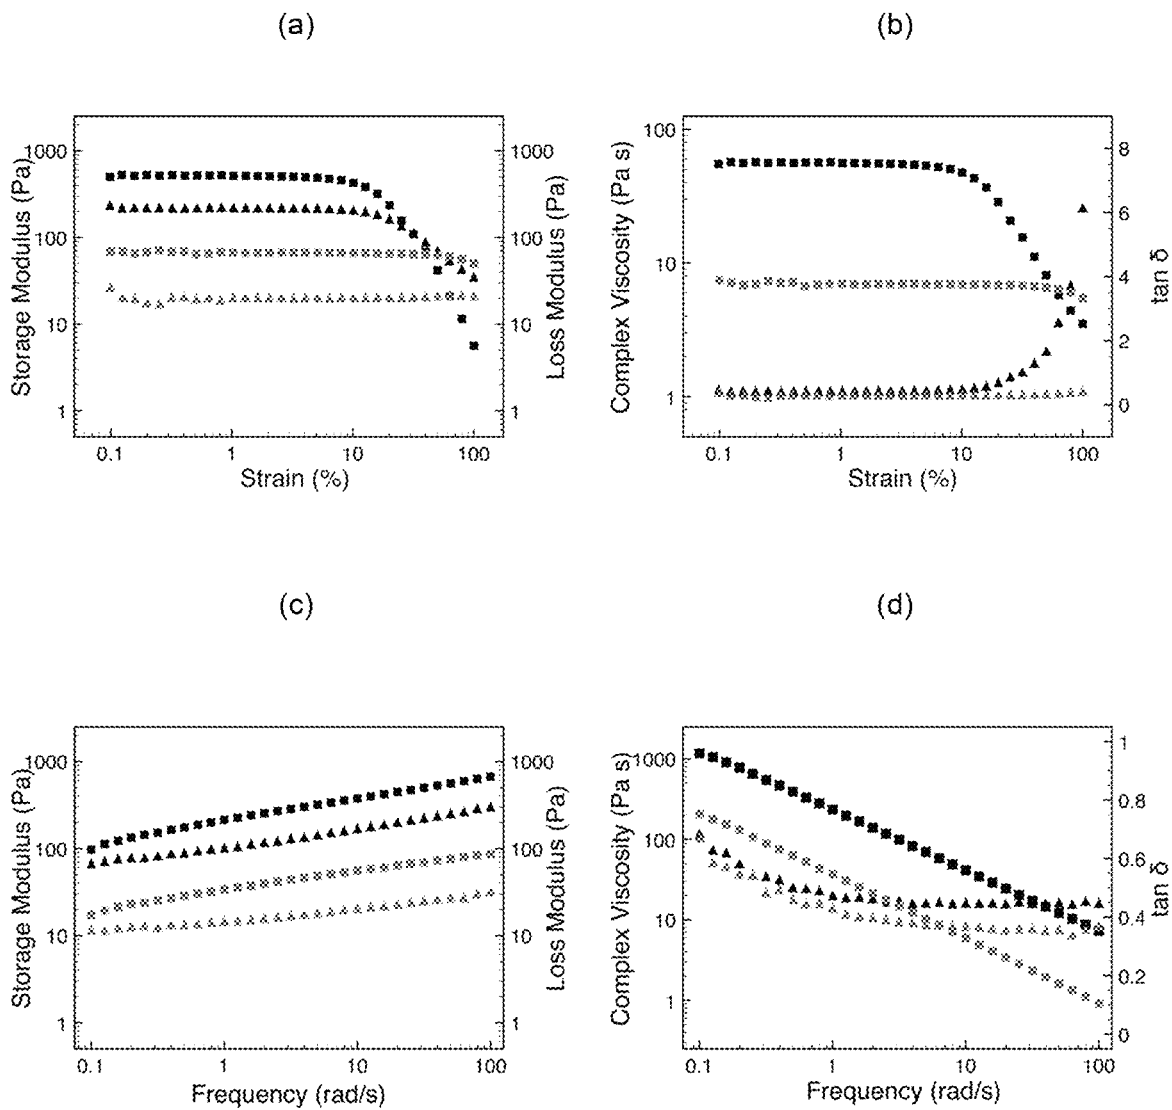 (a)
1000
100
10
1
Storage Modulus (Pa)
1000
100
10
1
Loss Modulus (Pa)
0.1 1 10 100
Strain (%)
(b)
100
10
1
Complex Viscosity (Pa s)
8
6
4
2
0
tan δ
0.1 1 10 100
Strain (%)
(c)
1000
100
10
1
Storage Modulus (Pa)
1000
100
10
1
Loss Modulus (Pa)
0.1 1 10 100
Frequency (rad/s)
(d)
1000
100
10
1
Complex Viscosity (Pa s)
1
0.8
0.6
0.4
0.2
0
tan δ
0.1 1 10 100
Frequency (rad/s)